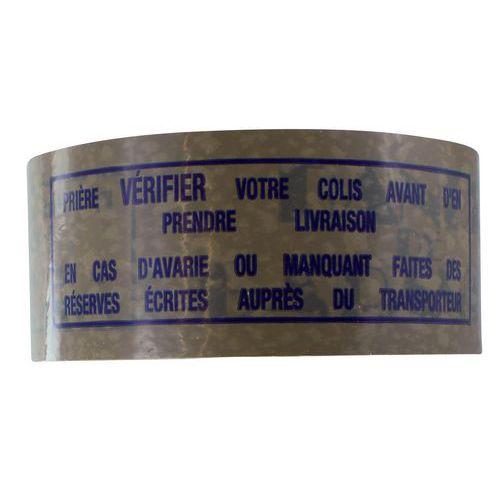 PRIÈRE VÉRIFIER VOTRE COLIS AVANT D'EN
PRENDRE LIVRAISON
EN CAS D'AVARIE OU MANQUANT FAITES DES
RÉSERVES ÉCRITES AUPRÈS DU TRANSPORTEUR